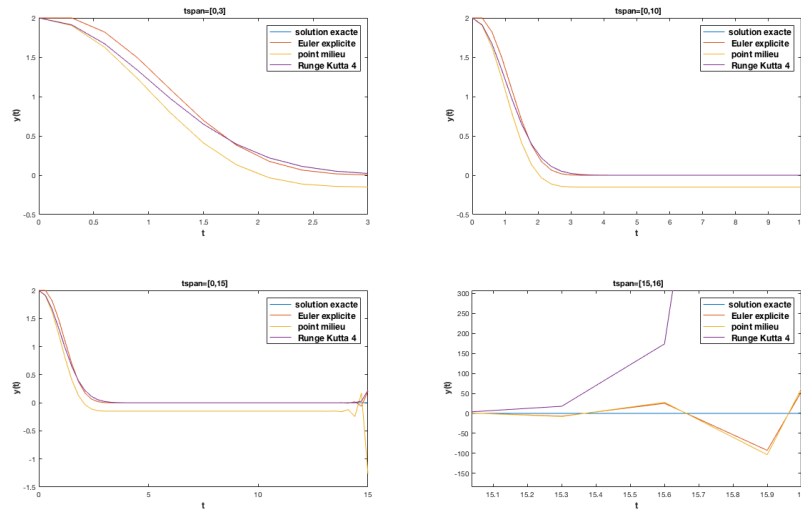 tspan=[0,3]
2
1.5
1
0.5
0
-0.5
y(t)
0 0.5 1 1.5 2 2.5 3
t
solution exacte
Euler explicite
point milieu
Runge Kutta 4
tspan=[0,10]
2
1.5
1
0.5
0
-0.5
y(t)
0 1 2 3 4 5 6 7 8 9
t
solution exacte
Euler explicite
point milieu
Runge Kutta 4
tspan=[0,15]
2
1.5
1
0.5
0
-0.5
-1
-1.5
y(t)
0 5 10 15
t
solution exacte
Euler explicite
point milieu
Runge Kutta 4
tspan=[15,16]
300
250
200
150
100
50
0
-50
-100
-150
y(t)
15.1 15.2 15.3 15.4 15.5 15.6 15.7 15.8 15.9
t
solution exacte
Euler explicite
point milieu
Runge Kutta 4